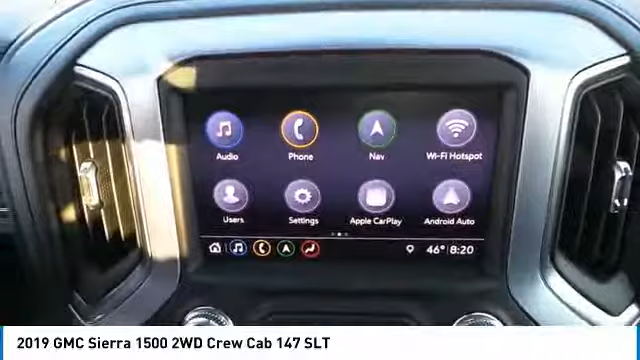 Audio Phone Nav Wi-Fi Hotspot
Users Settings Apple CarPlay Android Auto
46° 8:20
2019 GMC Sierra 1500 2WD Crew Cab 147 SLT